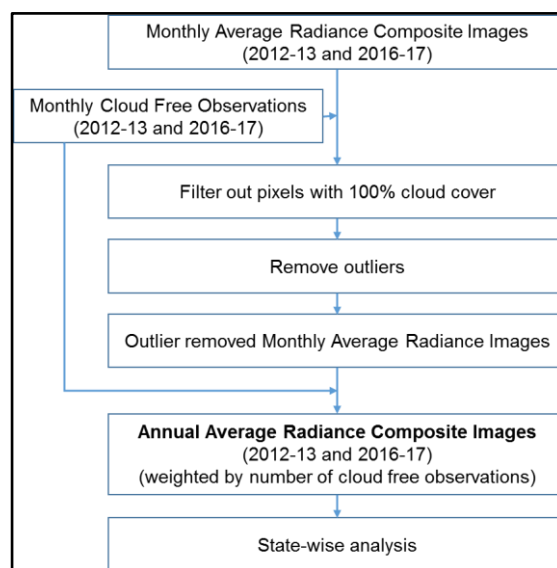 Monthly Average Radiance Composite Images
(2012-13 and 2016-17)
Monthly Cloud Free Observations
(2012-13 and 2016-17)
Filter out pixels with 100% cloud cover
Remove outliers
Outlier removed Monthly Average Radiance Images
Annual Average Radiance Composite Images
(2012-13 and 2016-17)
(weighted by number of cloud free observations)
State-wise analysis